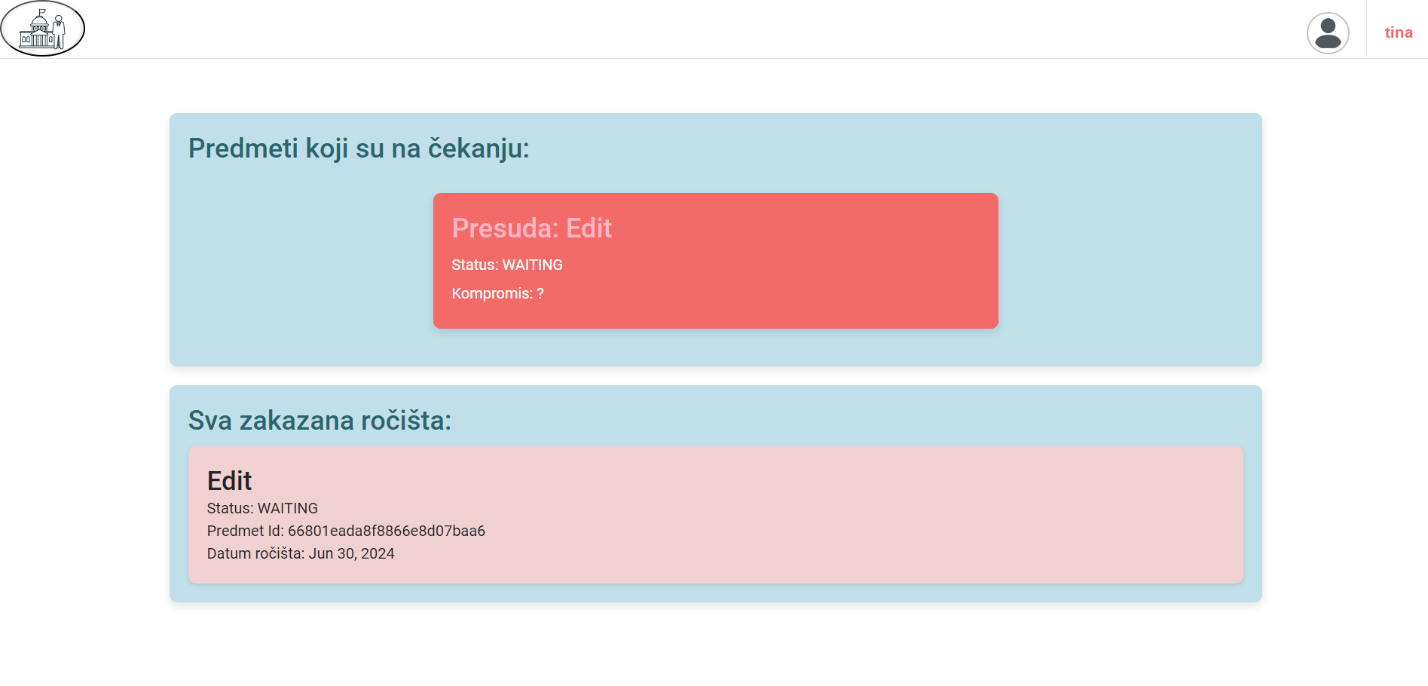 tina
Predmeti koji su na čekanju:
Presuda: Edit
Status: WAITING
Kompromis: ?
Sva zakazana ročišta:
Edit
Status: WAITING
Predmet Id: 66801eada8f8866e8d07baa6
Datum ročišta: Jun 30, 2024